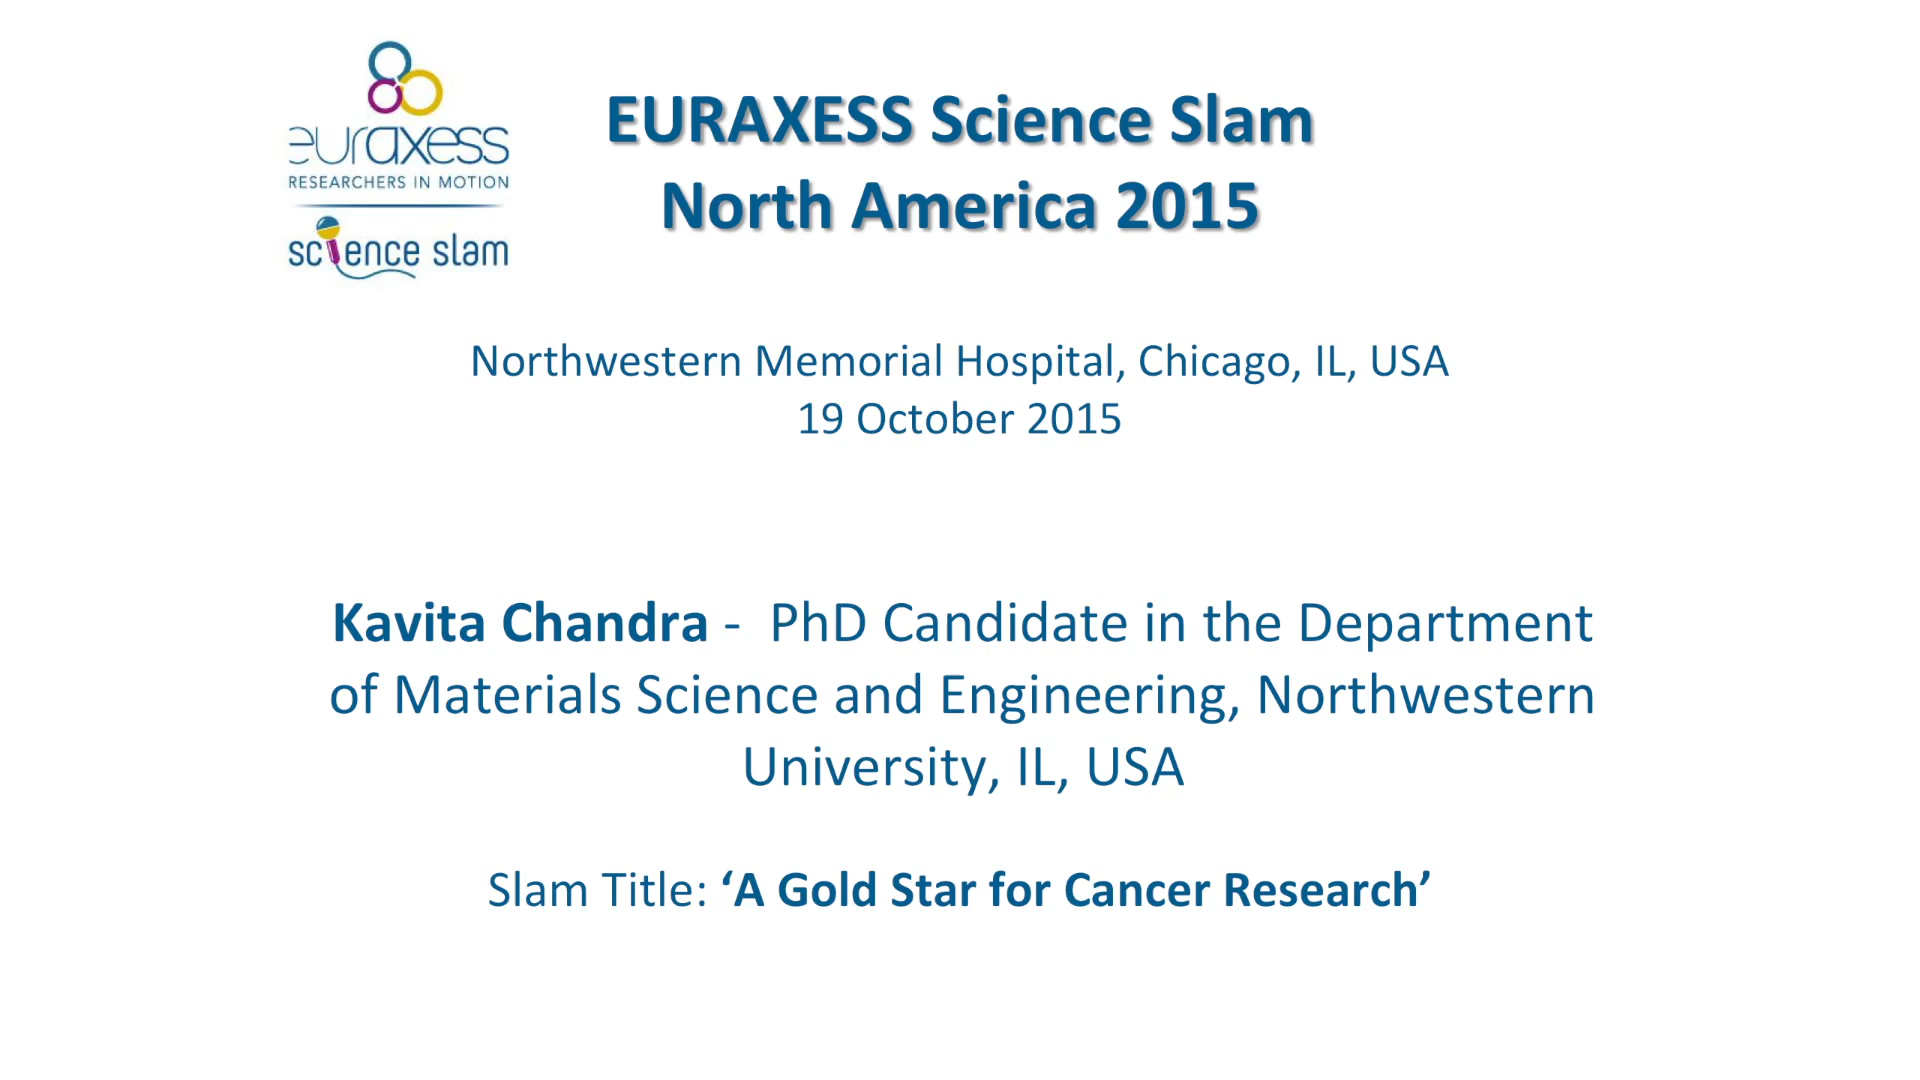 euraxess
RESEARCHERS IN MOTION
science slam
EURAXESS Science Slam
North America 2015
Northwestern Memorial Hospital, Chicago, IL, USA
19 October 2015
Kavita Chandra - PhD Candidate in the Department
of Materials Science and Engineering, Northwestern
University, IL, USA
Slam Title: ‘A Gold Star for Cancer Research’